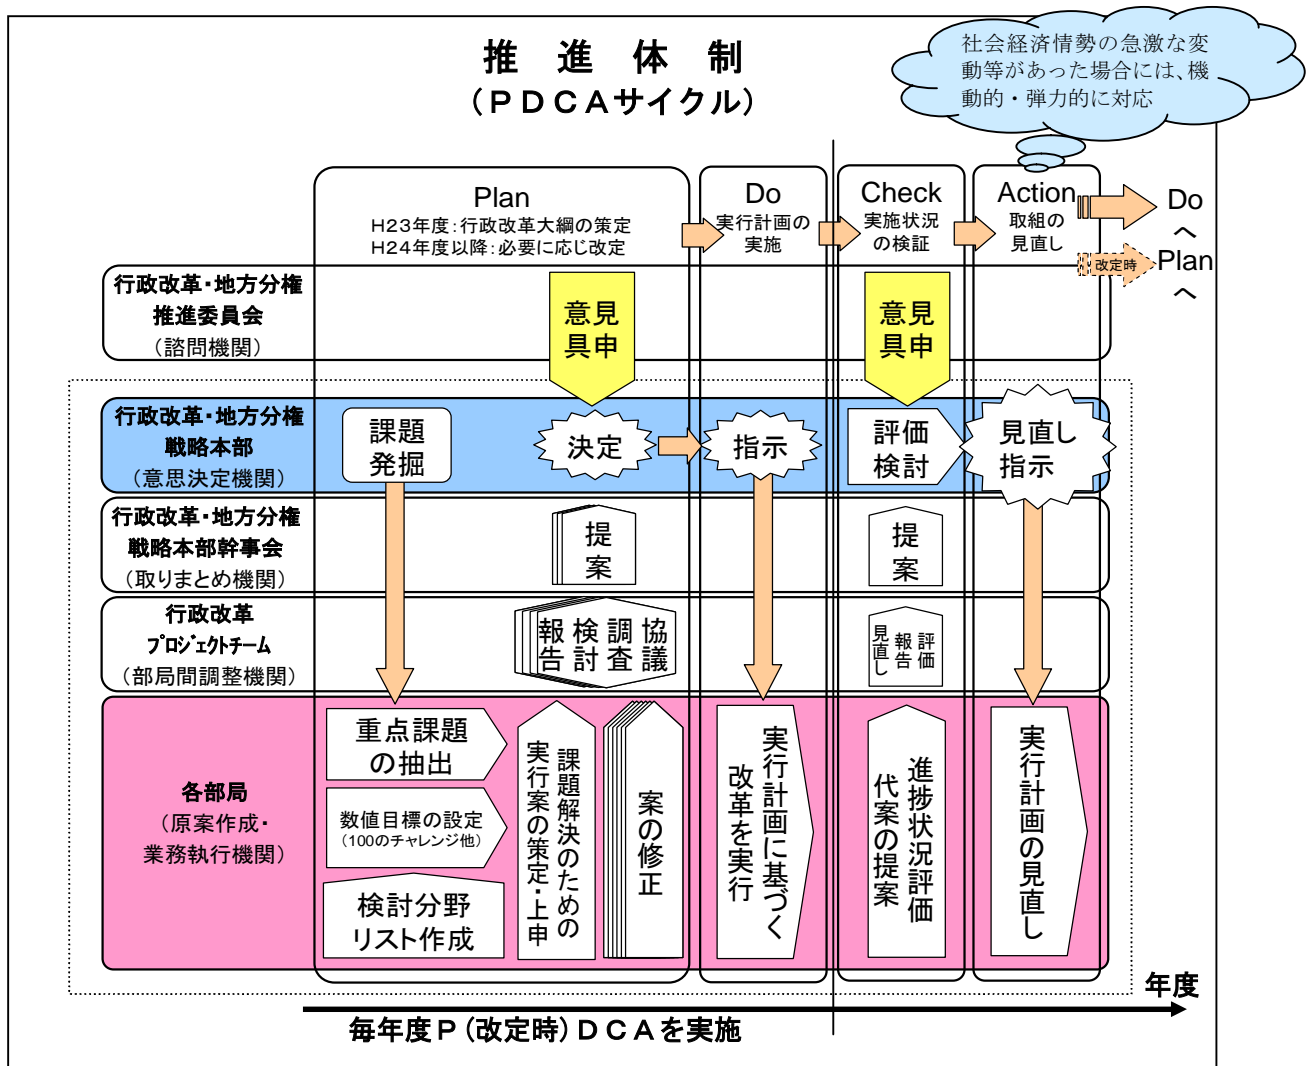 推進体制
(PDCAサイクル)
社会経済情勢の急激な変
動等があった場合には、機
動的・弾力的に対応
Plan
H23年度:行政改革大綱の策定
H24年度以降:必要に応じ改定
Do
実行計画の
実施
Check
実施状況
の検証
Action
取組の
見直し
Do
へ
改定時
Plan
へ
行政改革・地方分権
推進委員会
(諮問機関)
意見
具申
意見
具申
行政改革・地方分権
戦略本部
(意思決定機関)
課題
発掘
決定
指示
評価
検討
見直し
指示
行政改革・地方分権
戦略本部幹事会
(取りまとめ機関)
提案
提案
行政改革
プロジェクトチーム
(部局間調整機関)
協議
調査
検討
報告
評価
報告
見直し
各部局
(原案作成・
業務執行機関)
重点課題
の抽出
数値目標の設定
(100のチャレンジ他)
検討分野
リスト作成
課題解決のための
実行案の策定・上申
案の修正
実行計画に基づく
改革を実行
進捗状況評価
代案の提案
実行計画の見直し
年度
毎年度P(改定時)DCAを実施